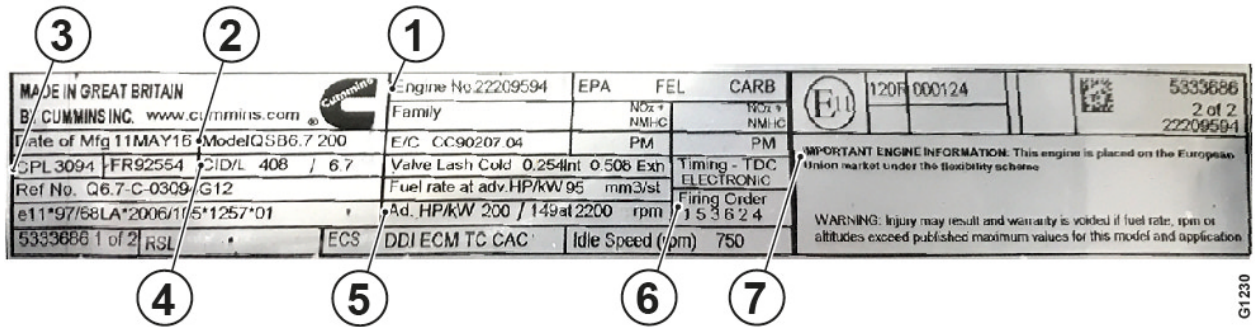 3
2
1
MADE IN GREAT BRITAIN
BY CUMMINS INC. www.cummins.com
Cummins
®
Date of Mfg 11MAY16 ModelQSB6.7 200
CPL 3094 FR92554 CID/L 408 / 6.7
Ref No. Q6.7-C-0309
G12
e11*97/68LA*2006/105*1257*01
5333686 1 of 2 RSL
ECS DDI ECM TC CAC
Idle Speed (rpm) 750
Engine No.22209594
Family
E/C CC90207.04
Valve Lash Cold 0.254Int 0.508 Exh
Fuel rate at adv.HP/kW 95 mm3/st
Ad. HP/kW 200 / 149at 2200 rpm
EPA FEL CARB
NOx + NMHC
NOx + NMHC
PM PM
Timing - TDC
ELECTRONIC
Firing Order
1 5 3 6 2 4
E11
120R 000124
5333686
2 of 2
22209594
IMPORTANT ENGINE INFORMATION: This engine is placed on the European
Union market under the flexibility scheme
WARNING: Injury may result and warranty is voided if fuel rate, rpm or
altitudes exceed published maximum values for this model and application
4
5
6
7
G1230